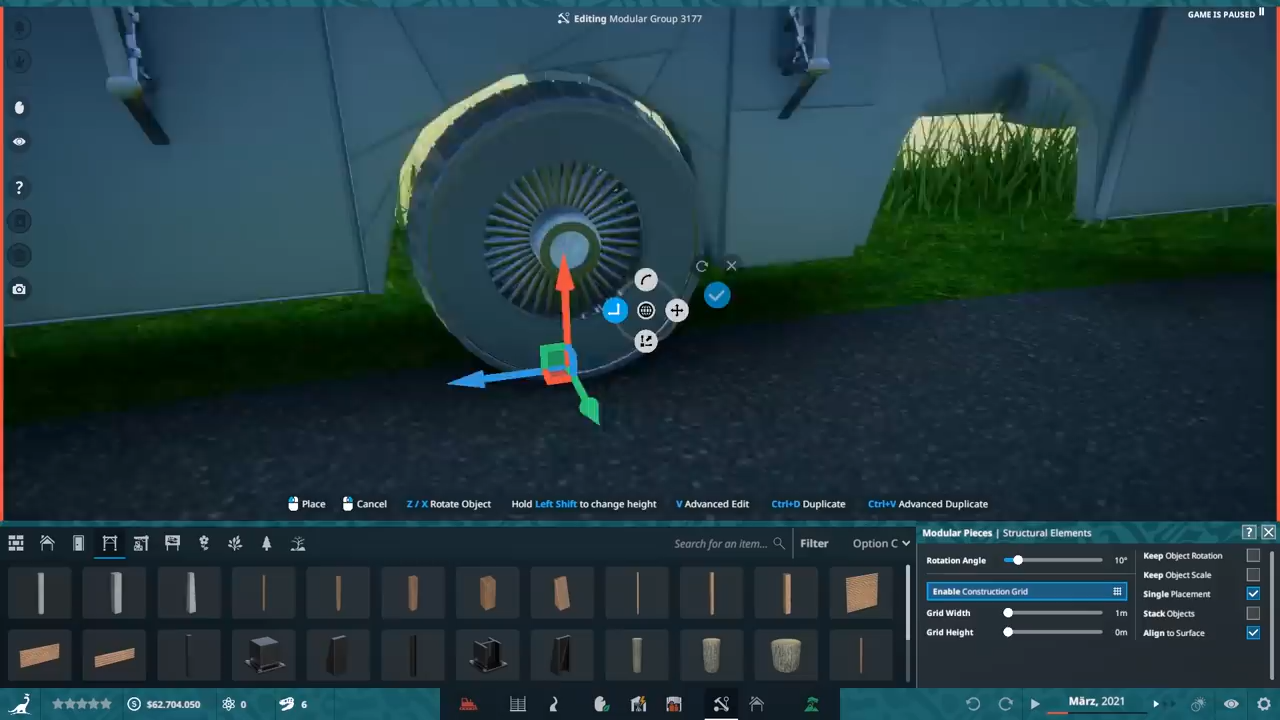 Editing Modular Group 3177
GAME IS PAUSED
?
Place
Cancel
Z / X Rotate Object
Hold Left Shift to change height
V Advanced Edit
Ctrl+D Duplicate
Ctrl+V Advanced Duplicate
Search for an item...
Filter
Option C
Modular Pieces | Structural Elements
?
Rotation Angle
10°
Enable Construction Grid
Grid Width
1m
Grid Height
0m
Keep Object Rotation
Keep Object Scale
Single Placement
Stack Objects
Align to Surface
$62.704.050
0
6
März, 2021